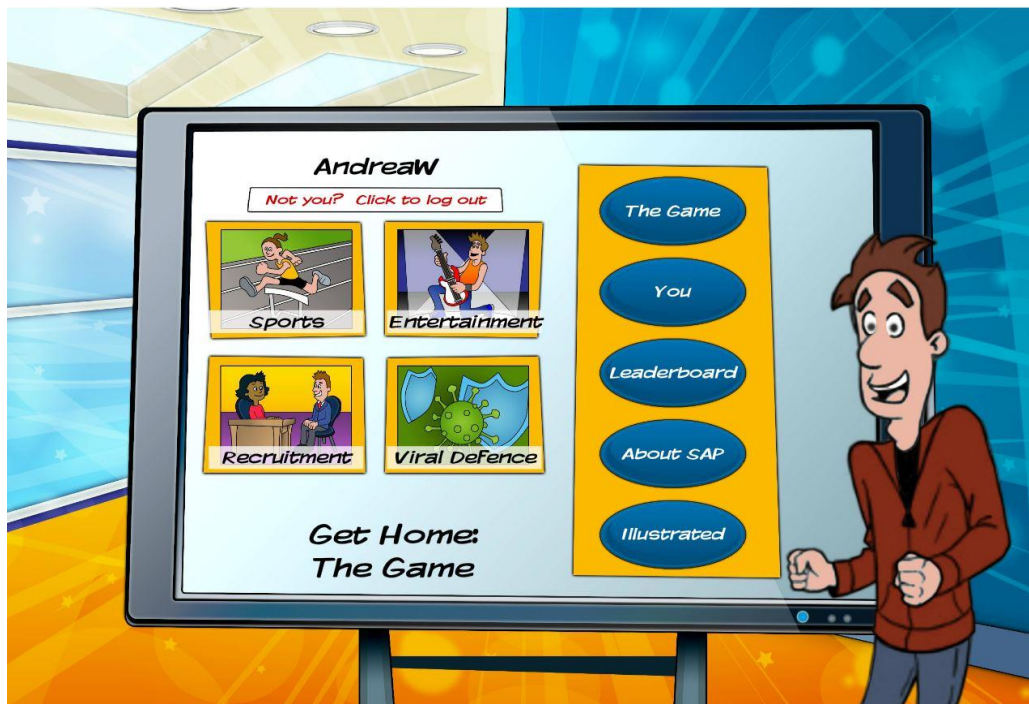 AndreaW
Not you? Click to log out
Sports
Entertainment
Recruitment
Viral Defence
Get Home:
The Game
The Game
You
Leaderboard
About SAP
Illustrated